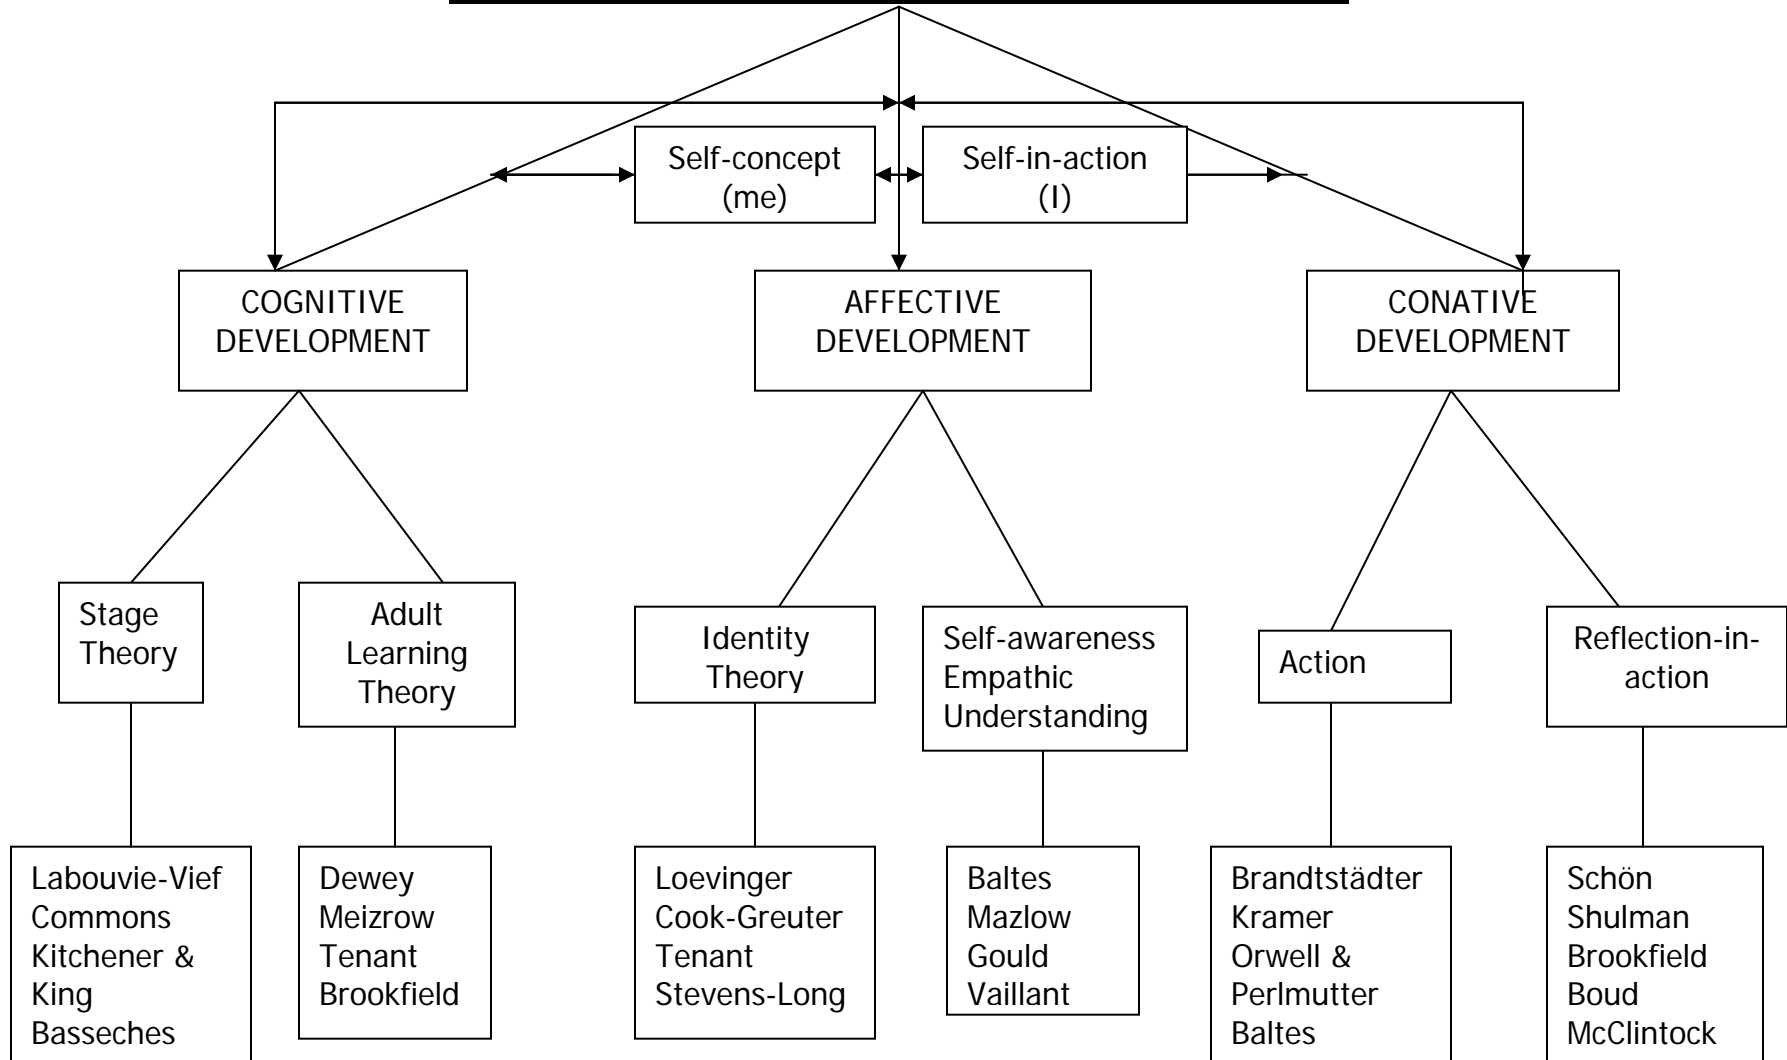 Self-concept
(me)
Self-in-action
(I)
COGNITIVE
DEVELOPMENT
AFFECTIVE
DEVELOPMENT
CONATIVE
DEVELOPMENT
Stage
Theory
Adult
Learning
Theory
Identity
Theory
Self-awareness
Empathic
Understanding
Action
Reflection-in-
action
Labouvie-Vief
Commons
Kitchener &
King
Basseches
Dewey
Meizrow
Tenant
Brookfield
Loevinger
Cook-Greuter
Tenant
Stevens-Long
Baltes
Mazlow
Gould
Vaillant
Brandtstädter
Kramer
Orwell &
Perlmutter
Baltes
Schön
Shulman
Brookfield
Boud
McClintock